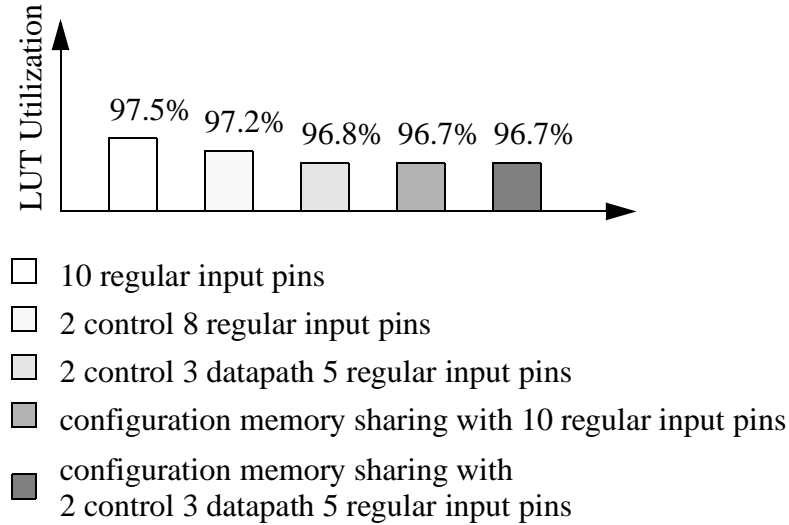 LUT Utilization
97.5%
97.2%
96.8%
96.7%
96.7%
10 regular input pins
2 control 8 regular input pins
2 control 3 datapath 5 regular input pins
configuration memory sharing with 10 regular input pins
configuration memory sharing with
2 control 3 datapath 5 regular input pins